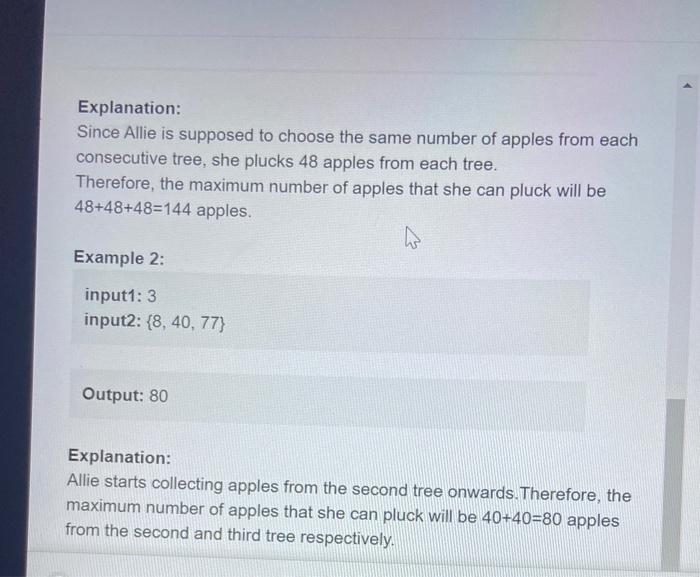 Explanation:
Since Allie is supposed to choose the same number of apples from each
consecutive tree, she plucks 48 apples from each tree.
Therefore, the maximum number of apples that she can pluck will be
48+48+48=144 apples.
Example 2:
input1: 3
input2: {8, 40, 77}
Output: 80
Explanation:
Allie starts collecting apples from the second tree onwards.Therefore, the
maximum number of apples that she can pluck will be 40+40=80 apples
from the second and third tree respectively.